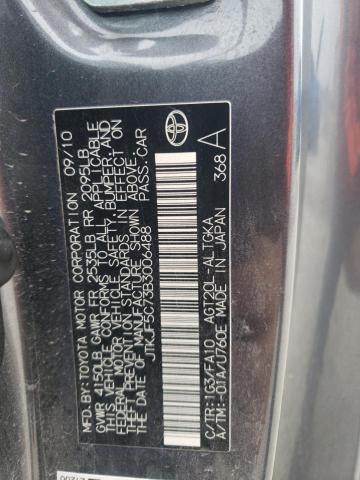 MFD.BY:TOYOTA MOTOR CORPORATION 09/10
GVWR 4150LB GAWR FR 2535LB RR 2095LB
THIS VEHICLE CONFORMS TO ALL APPLICABLE
FEDERAL MOTOR VEHICLE SAFETY, BUMPER, AND
THEFT PREVENTION STANDARDS IN EFFECT ON
THE DATE OF MANUFACTURE SHOWN ABOVE.
JTKJF5C73B3006488 PASS.CAR
C/TR:1G3/FA10 AGT20L-ALTGKA
A/TM:-01A/U760E MADE IN JAPAN 368 A